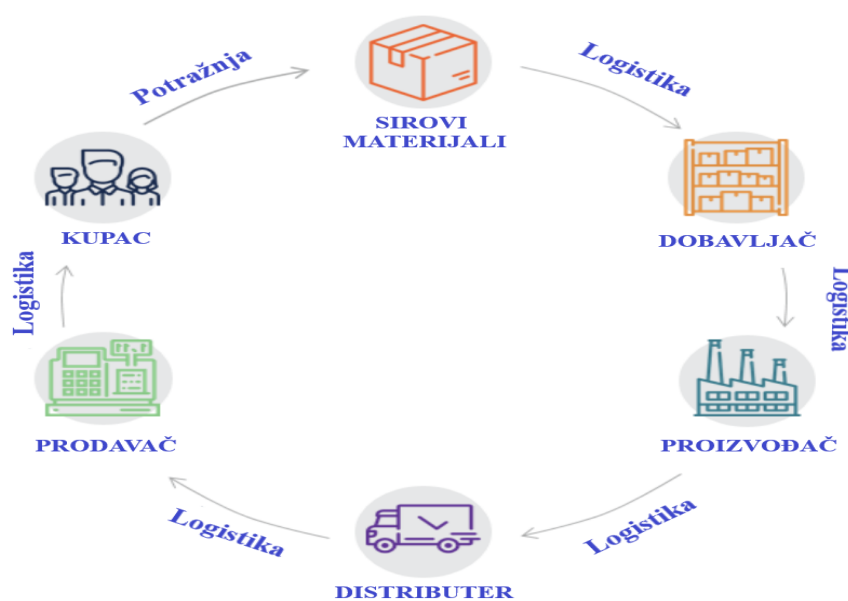 Potražnja
Logistika
SIROVI
MATERIJALI
KUPAC
DOBAVLJAČ
Logistika
Logistika
PRODAVAČ
PROIZVOĐAČ
Logistika
Logistika
DISTRIBUTER